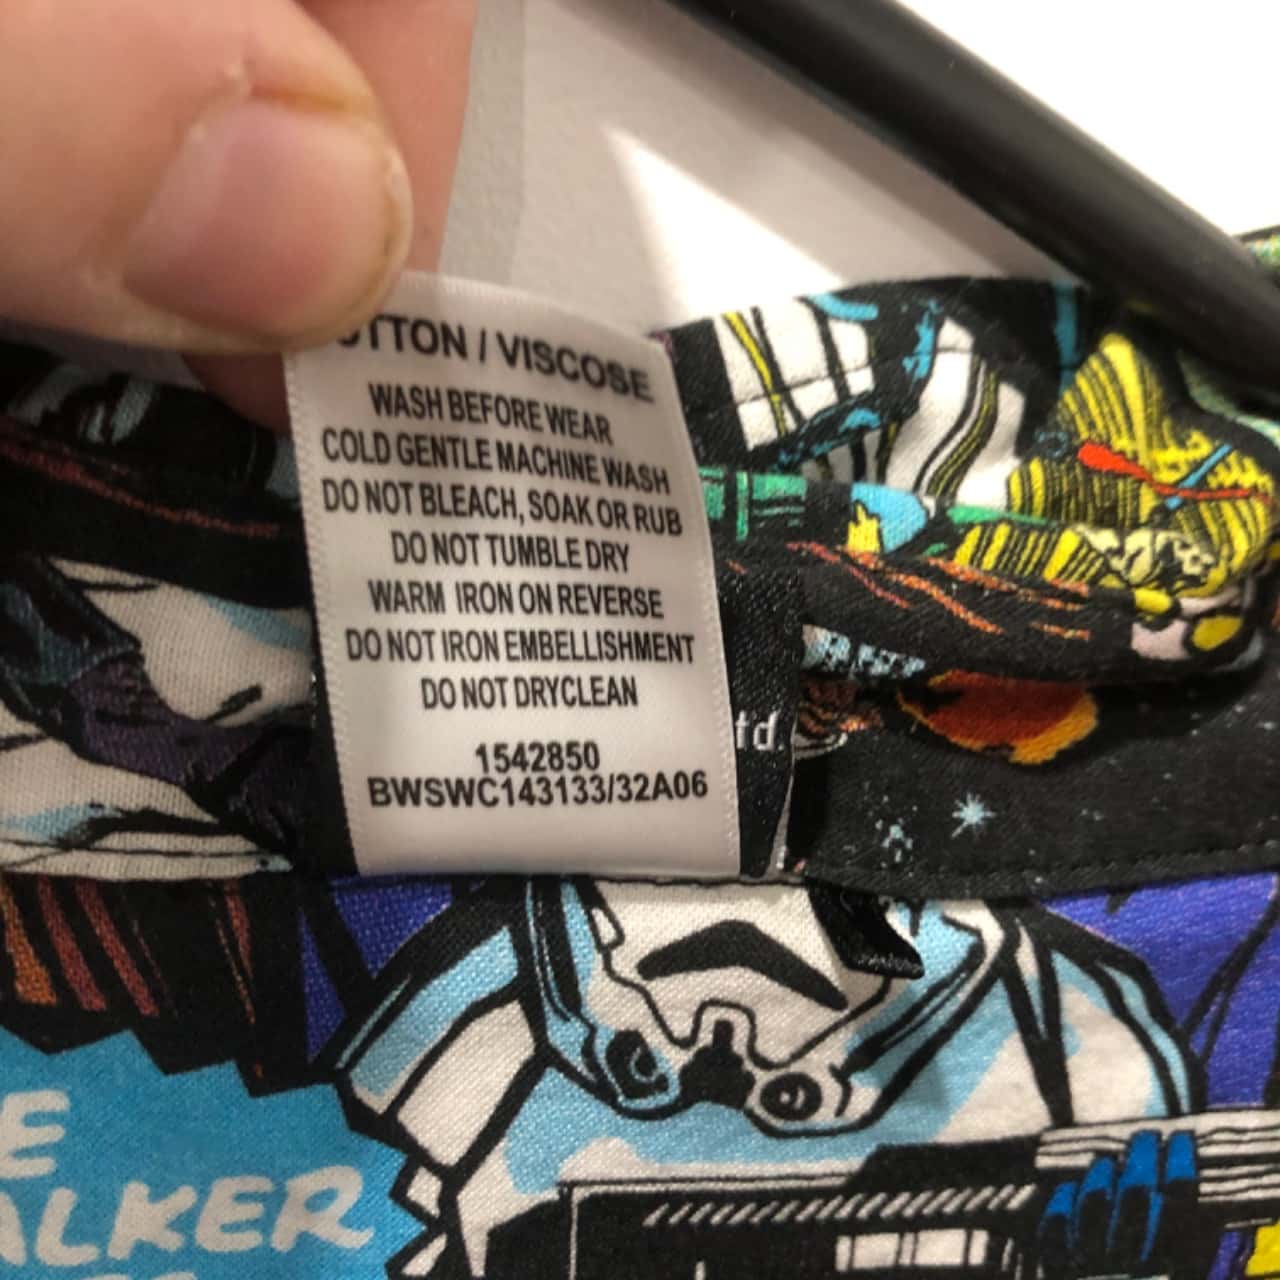 OTTON / VISCOSE
WASH BEFORE WEAR
COLD GENTLE MACHINE WASH
DO NOT BLEACH, SOAK OR RUB
DO NOT TUMBLE DRY
WARM IRON ON REVERSE
DO NOT IRON EMBELLISHMENT
DO NOT DRYCLEAN
1542850
BWSWC143133/32A06
td.
E
ALKER